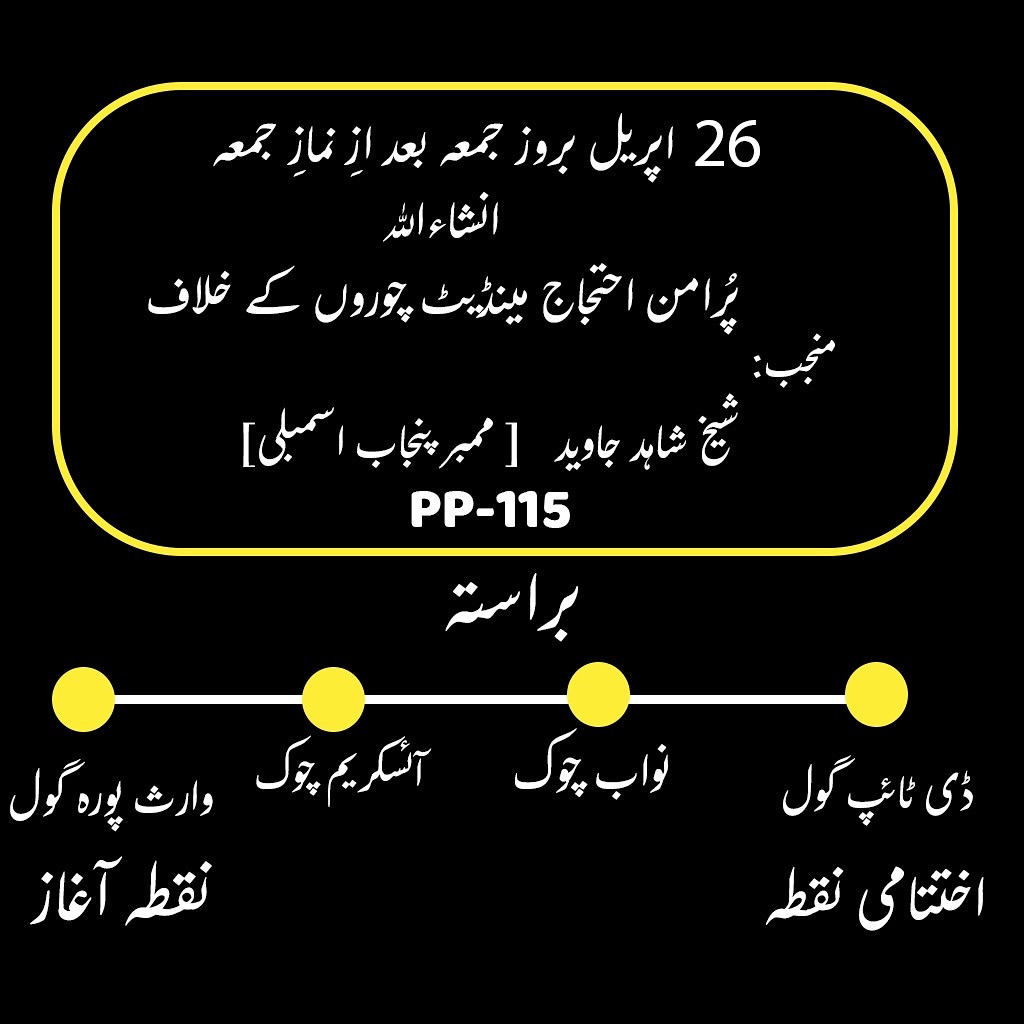 26 اپریل بروز جمعہ بعد ازِ نمازِ جمعہ
انشاءاللہ
پُرامن احتجاج مینڈیٹ چوروں کے خلاف
منجب:
شیخ شاہد جاوید [ ممبر پنجاب اسمبلی]
PP-115
براستہ
ڈی ٹائپ گول
نواب چوک
آئسکریم چوک
وارث پورہ گول
اختتامی نقطہ
نقطہ آغاز